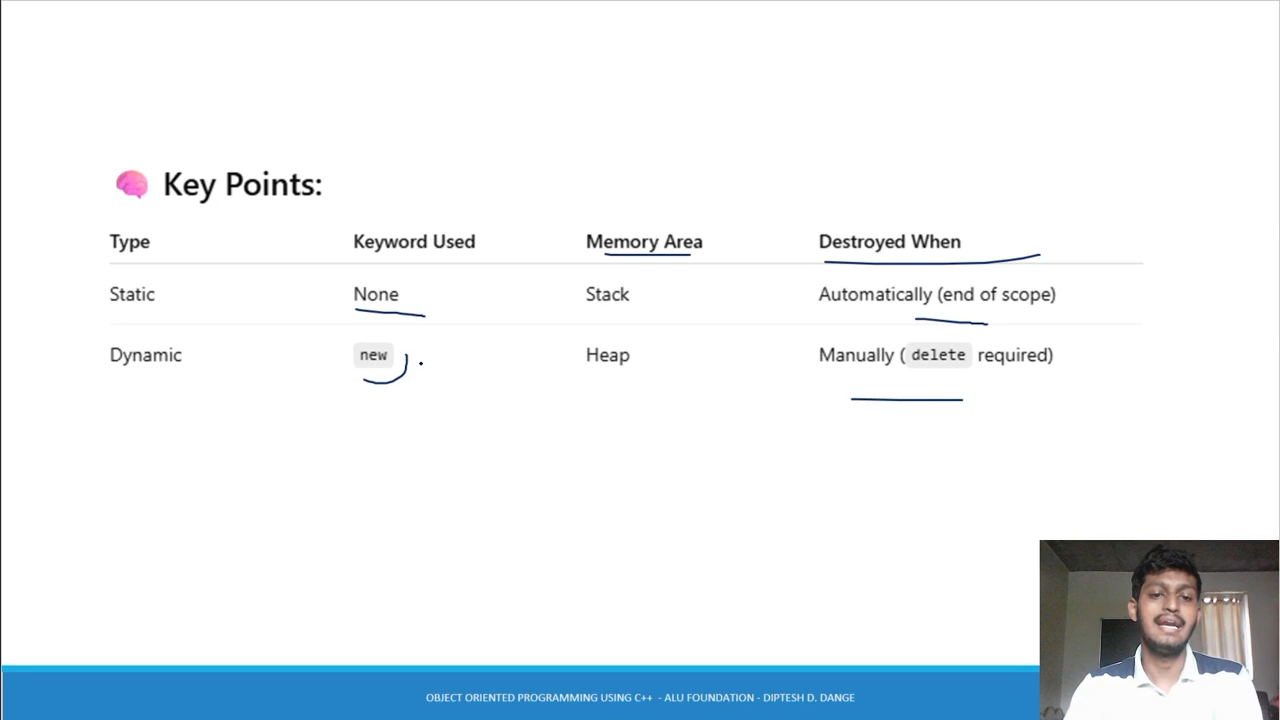 Key Points:
Type Keyword Used Memory Area Destroyed When
Static None Stack Automatically (end of scope)
Dynamic new Heap Manually (delete required)
OBJECT ORIENTED PROGRAMMING USING C++ - ALU FOUNDATION - DIPTESH D. DANGE